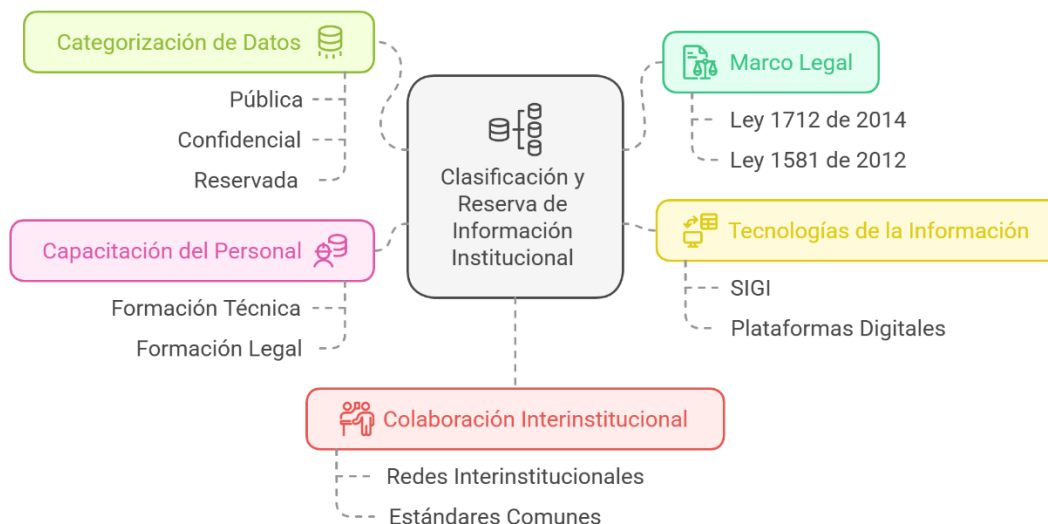 Categorización de Datos
Pública
Confidencial
Reservada
Capacitación del Personal
Formación Técnica
Formación Legal
Clasificación y
Reserva de
Información
Institucional
Marco Legal
Ley 1712 de 2014
Ley 1581 de 2012
Tecnologías de la Información
SIGI
Plataformas Digitales
Colaboración Interinstitucional
Redes Interinstitucionales
Estándares Comunes